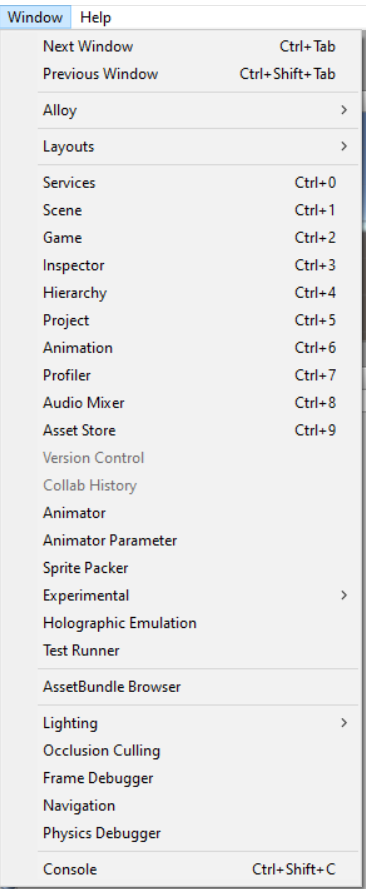 Window Help
Next Window Ctrl+Tab
Previous Window Ctrl+Shift+Tab
Alloy >
Layouts >
Services Ctrl+0
Scene Ctrl+1
Game Ctrl+2
Inspector Ctrl+3
Hierarchy Ctrl+4
Project Ctrl+5
Animation Ctrl+6
Profiler Ctrl+7
Audio Mixer Ctrl+8
Asset Store Ctrl+9
Version Control
Collab History
Animator
Animator Parameter
Sprite Packer
Experimental >
Holographic Emulation
Test Runner
AssetBundle Browser
Lighting >
Occlusion Culling
Frame Debugger
Navigation
Physics Debugger
Console Ctrl+Shift+C